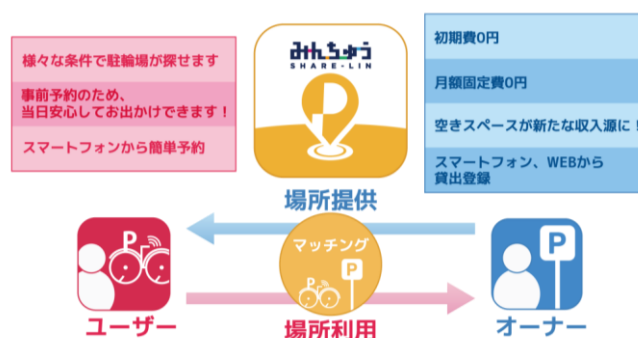 様々な条件で駐輪場が探せます
事前予約のため、
当日安心してお出かけできます！
スマートフォンから簡単予約
みんちゅう
SHARE-LIN
P
初期費0円
月額固定費0円
空きスペースが新たな収入源に！
スマートフォン、WEBから
貸出登録
場所提供
マッチング
P
P
P
P
ユーザー
場所利用
オーナー